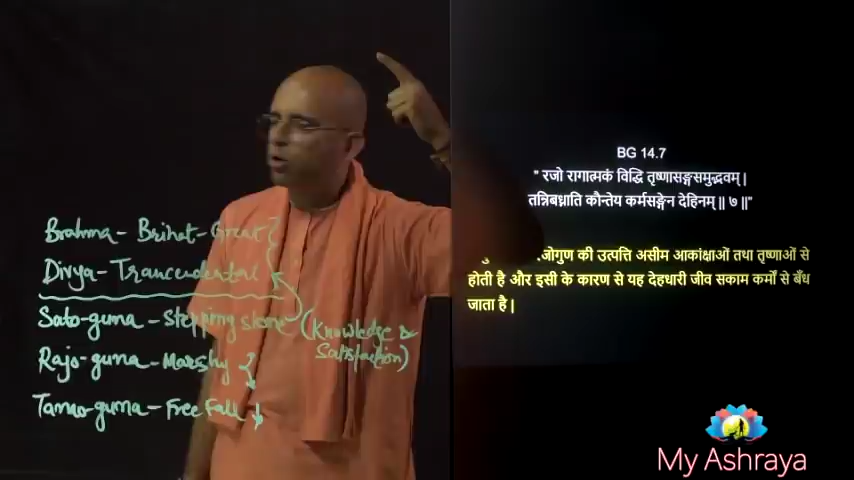 Brahma - Brihat - Great
Divya - Trancendental
Sato-guna - Stepping stone
(Knowledge &
Satisfaction)
Rajo-guna - Marshy
Tamo-guna - Free fall
BG 14.7
" रजो रागात्मकं विद्धि तृष्णासङ्गसमुद्भवम् |
तन्निबध्नाति कौन्तेय कर्मसङ्गेन देहिनम् || ७ ||"
की उत्पत्ति असीम आकांक्षाओं तथा तृष्णाओं से
होती है और इसी के कारण से यह देहधारी जीव सकाम कर्मों से बँध
जाता है |
My Ashraya